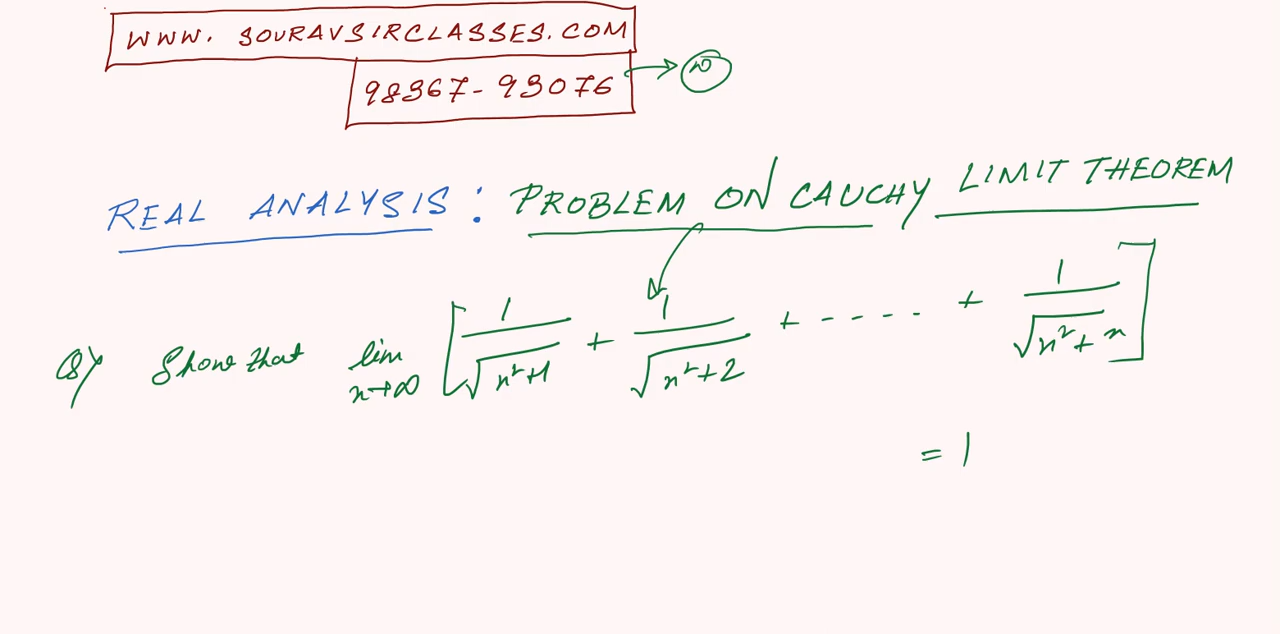 WWW. SOURAVSIRCLASSES.COM
98367-93076
REAL ANALYSIS : PROBLEM ON CAUCHY LIMIT THEOREM
Q) Show that lim n→∞ [ 1/√(n²+1) + 1/√(n²+2) + ----- + 1/√(n²+n) ]
= 1